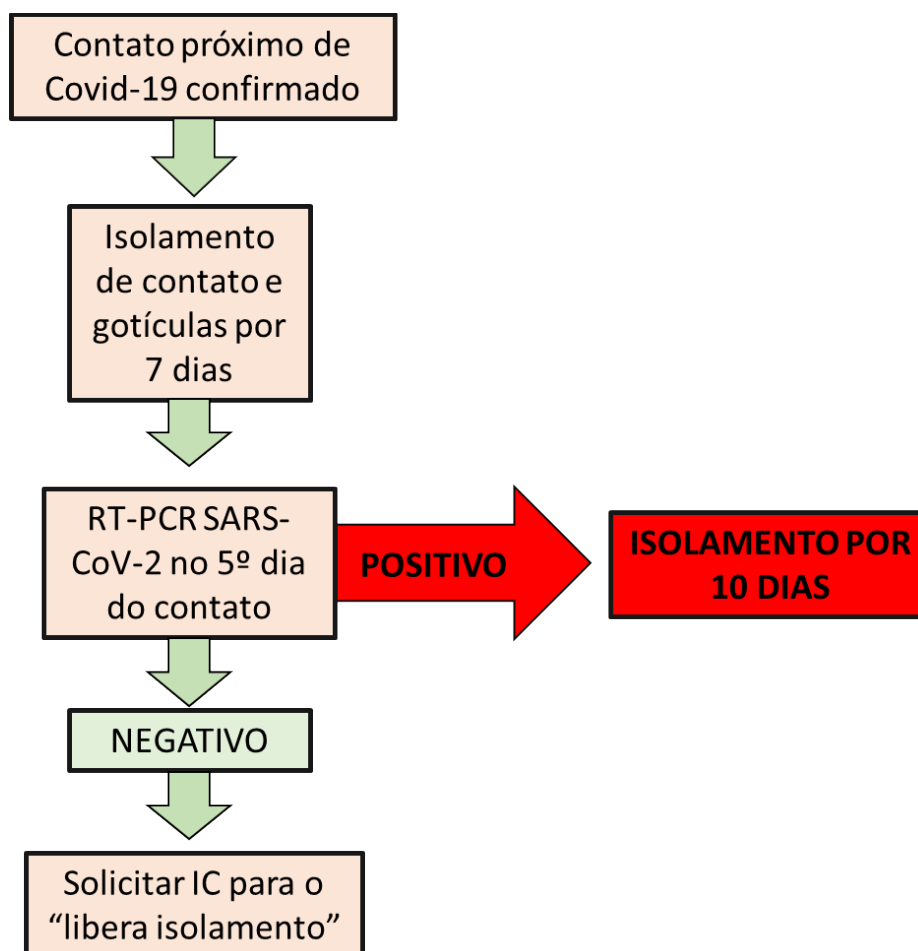 Contato próximo de
Covid-19 confirmado
Isolamento
de contato e
gotículas por
7 dias
RT-PCR SARS-
CoV-2 no 5º dia
do contato
POSITIVO
ISOLAMENTO POR
10 DIAS
NEGATIVO
Solicitar IC para o
“libera isolamento”